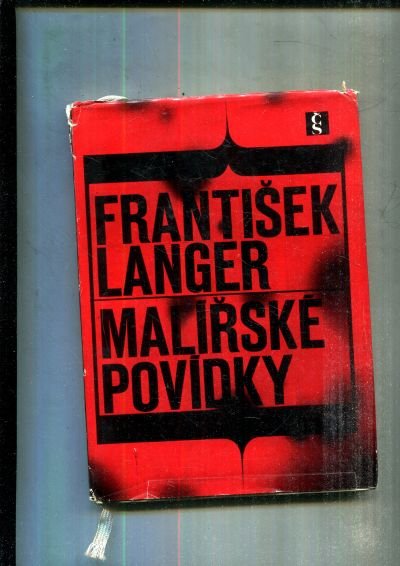 ČS
FRANTIŠEK
LANGER
MALÍŘSKÉ
POVÍDKY